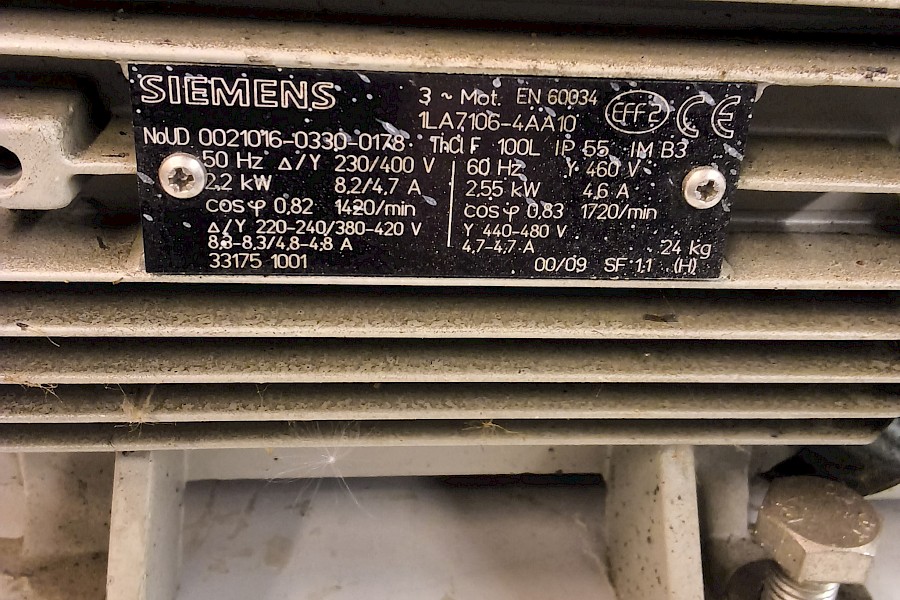 SIEMENS
3 ~ Mot. EN 60034
EFF2 CE
1LA7106-4AA10
NoUD 0021016-0330-0178 ThCl F 100L IP 55 IM B3
50 Hz Δ/Y 230/400 V 60 Hz Y 460 V
2.2 kW 8.2/4.7 A 2.55 kW 4.6 A
cos φ 0.82 1420/min cos φ 0.83 1720/min
Δ/Y 220-240/380-420 V Y 440-480 V
8.3-8.3/4.8-4.8 A 4.7-4.7 A 24 kg
33175 1001 00/09 SF 1.1 (H)